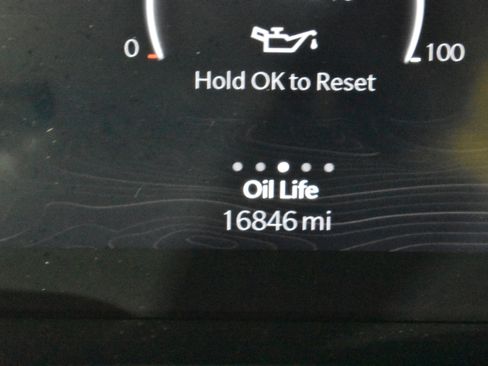 0 100
Hold OK to Reset
Oil Life
16846 mi